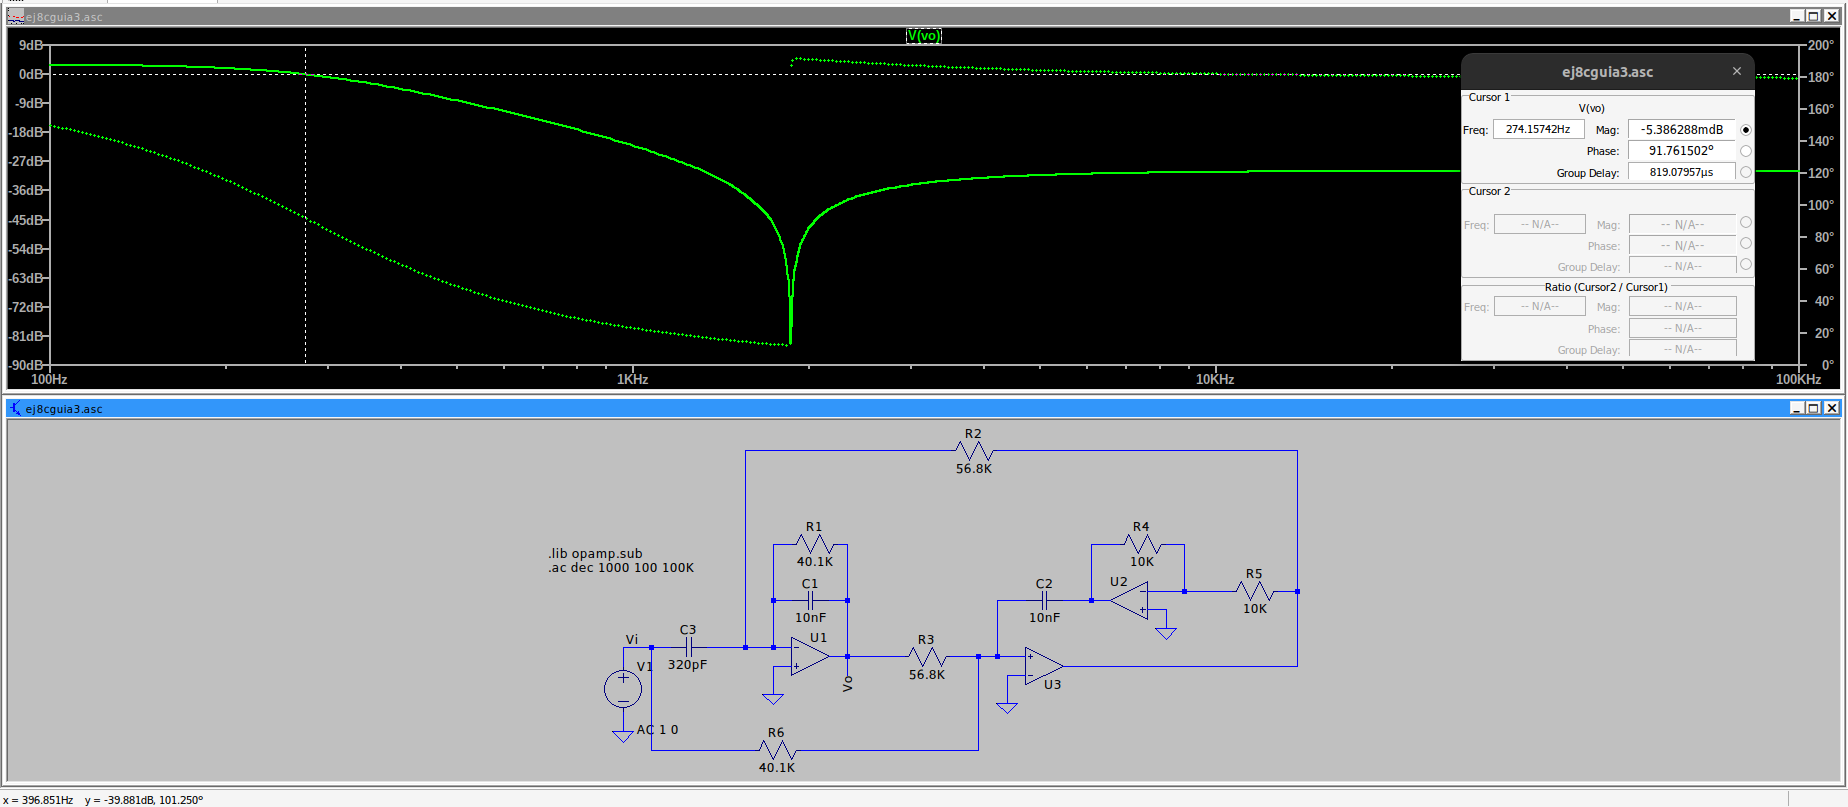 ej8cguia3.asc
V(vo)
9dB
0dB
-9dB
-18dB
-27dB
-36dB
-45dB
-54dB
-63dB
-72dB
-81dB
-90dB
100Hz
1KHz
10KHz
100KHz
200°
180°
160°
140°
120°
100°
80°
60°
40°
20°
0°
ej8cguia3.asc ×
Cursor 1
V(vo)
Freq: 274.15742Hz Mag: -5.386288mdB
Phase: 91.761502°
Group Delay: 819.07957µs
Cursor 2
Freq: -- N/A-- Mag: -- N/A--
Phase: -- N/A--
Group Delay: -- N/A--
Ratio (Cursor2 / Cursor1)
Freq: -- N/A-- Mag: -- N/A--
Phase: -- N/A--
Group Delay: -- N/A--
ej8cguia3.asc
R2
56.8K
R1
40.1K
R4
10K
.lib opamp.sub
.ac dec 1000 100 100K
C1
10nF
C2
10nF
U2
R5
10K
Vi
C3
320pF
U1
R3
56.8K
V1
Vo
U3
AC 1 0
R6
40.1K
x = 396.851Hz y = -39.881dB, 101.250°